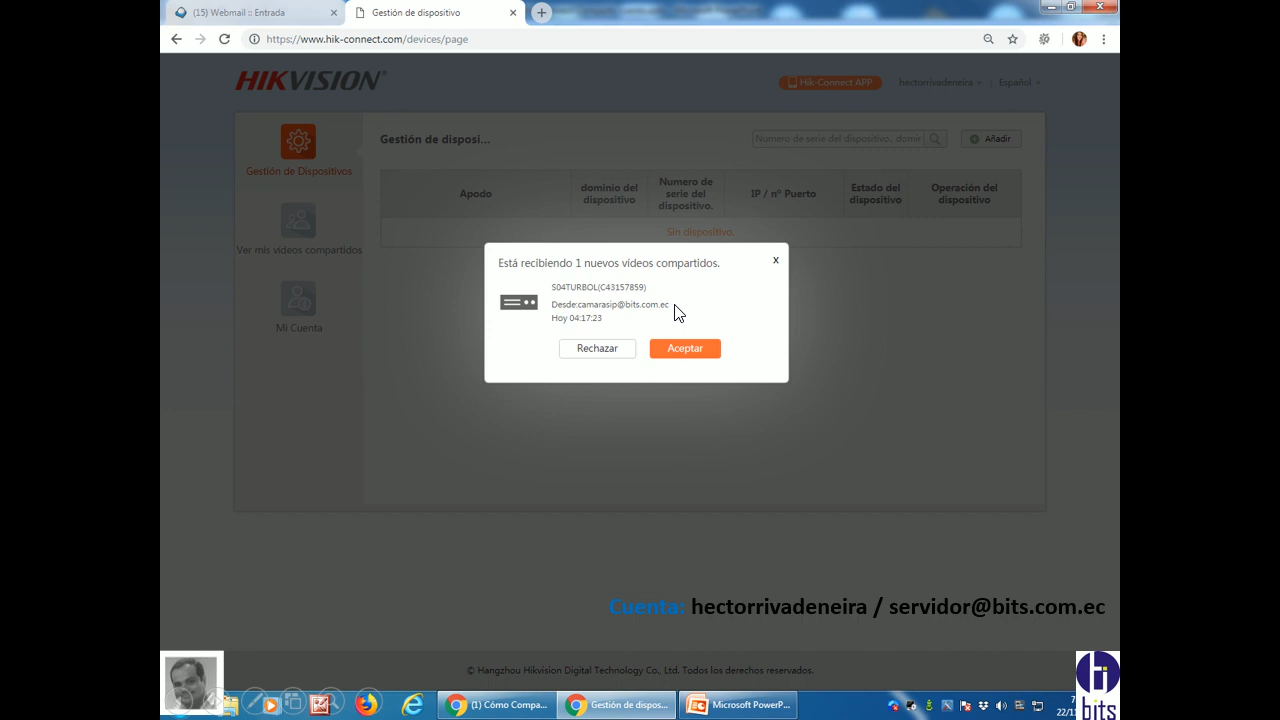 (15) Webmail :: Entrada
Gestión de dispositivo
https://www.hik-connect.com/devices/page
HIKVISION
Hik-Connect APP
hectorrivadeneira
Español
Gestión de Dispositivos
Ver mis vídeos compartidos
Mi Cuenta
Gestión de disposi...
Numero de serie del dispositivo, domir
Añadir
Apodo
dominio del
dispositivo
Numero de
serie del
dispositivo.
IP / nº Puerto
Estado del
dispositivo
Operación del
dispositivo
Sin dispositivo.
Está recibiendo 1 nuevos vídeos compartidos.
x
S04TURBOL(C43157859)
Desde:camarasip@bits.com.ec
Hoy 04:17:23
Rechazar
Aceptar
Cuenta: hectorrivadeneira / servidor@bits.com.ec
© Hangzhou Hikvision Digital Technology Co., Ltd. Todos los derechos reservados.
(1) Cómo Compa...
Gestión de dispos...
Microsoft PowerP...
hi
bits